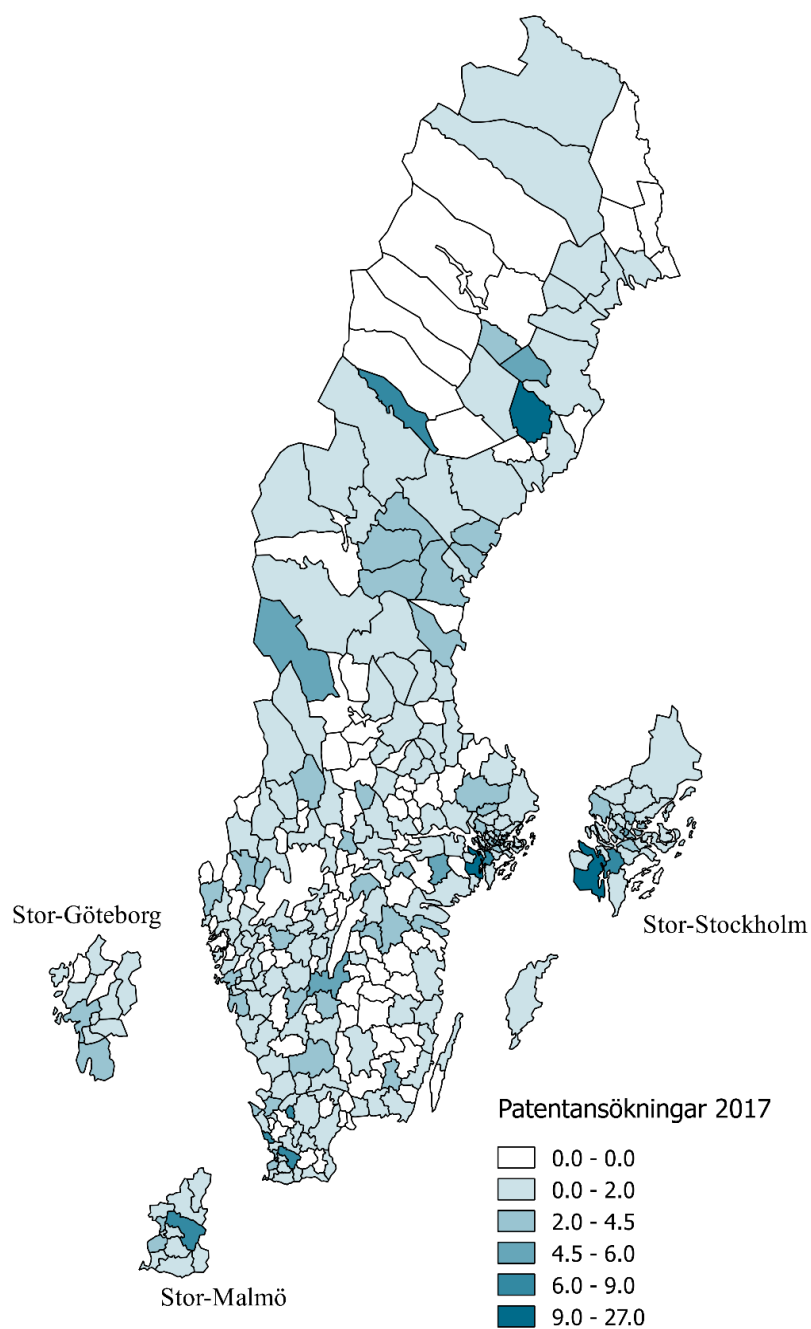 Stor-Göteborg
Stor-Stockholm
Stor-Malmö
Patentansökningar 2017
0.0 - 0.0
0.0 - 2.0
2.0 - 4.5
4.5 - 6.0
6.0 - 9.0
9.0 - 27.0